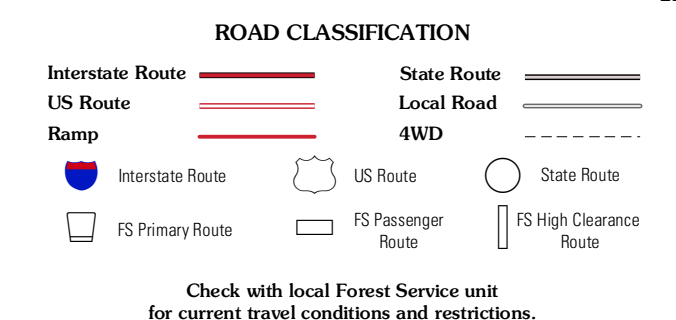 ROAD CLASSIFICATION
Interstate Route
State Route
US Route
Local Road
Ramp
4WD
Interstate Route
US Route
State Route
FS Primary Route
FS Passenger
Route
FS High Clearance
Route
Check with local Forest Service unit
for current travel conditions and restrictions.